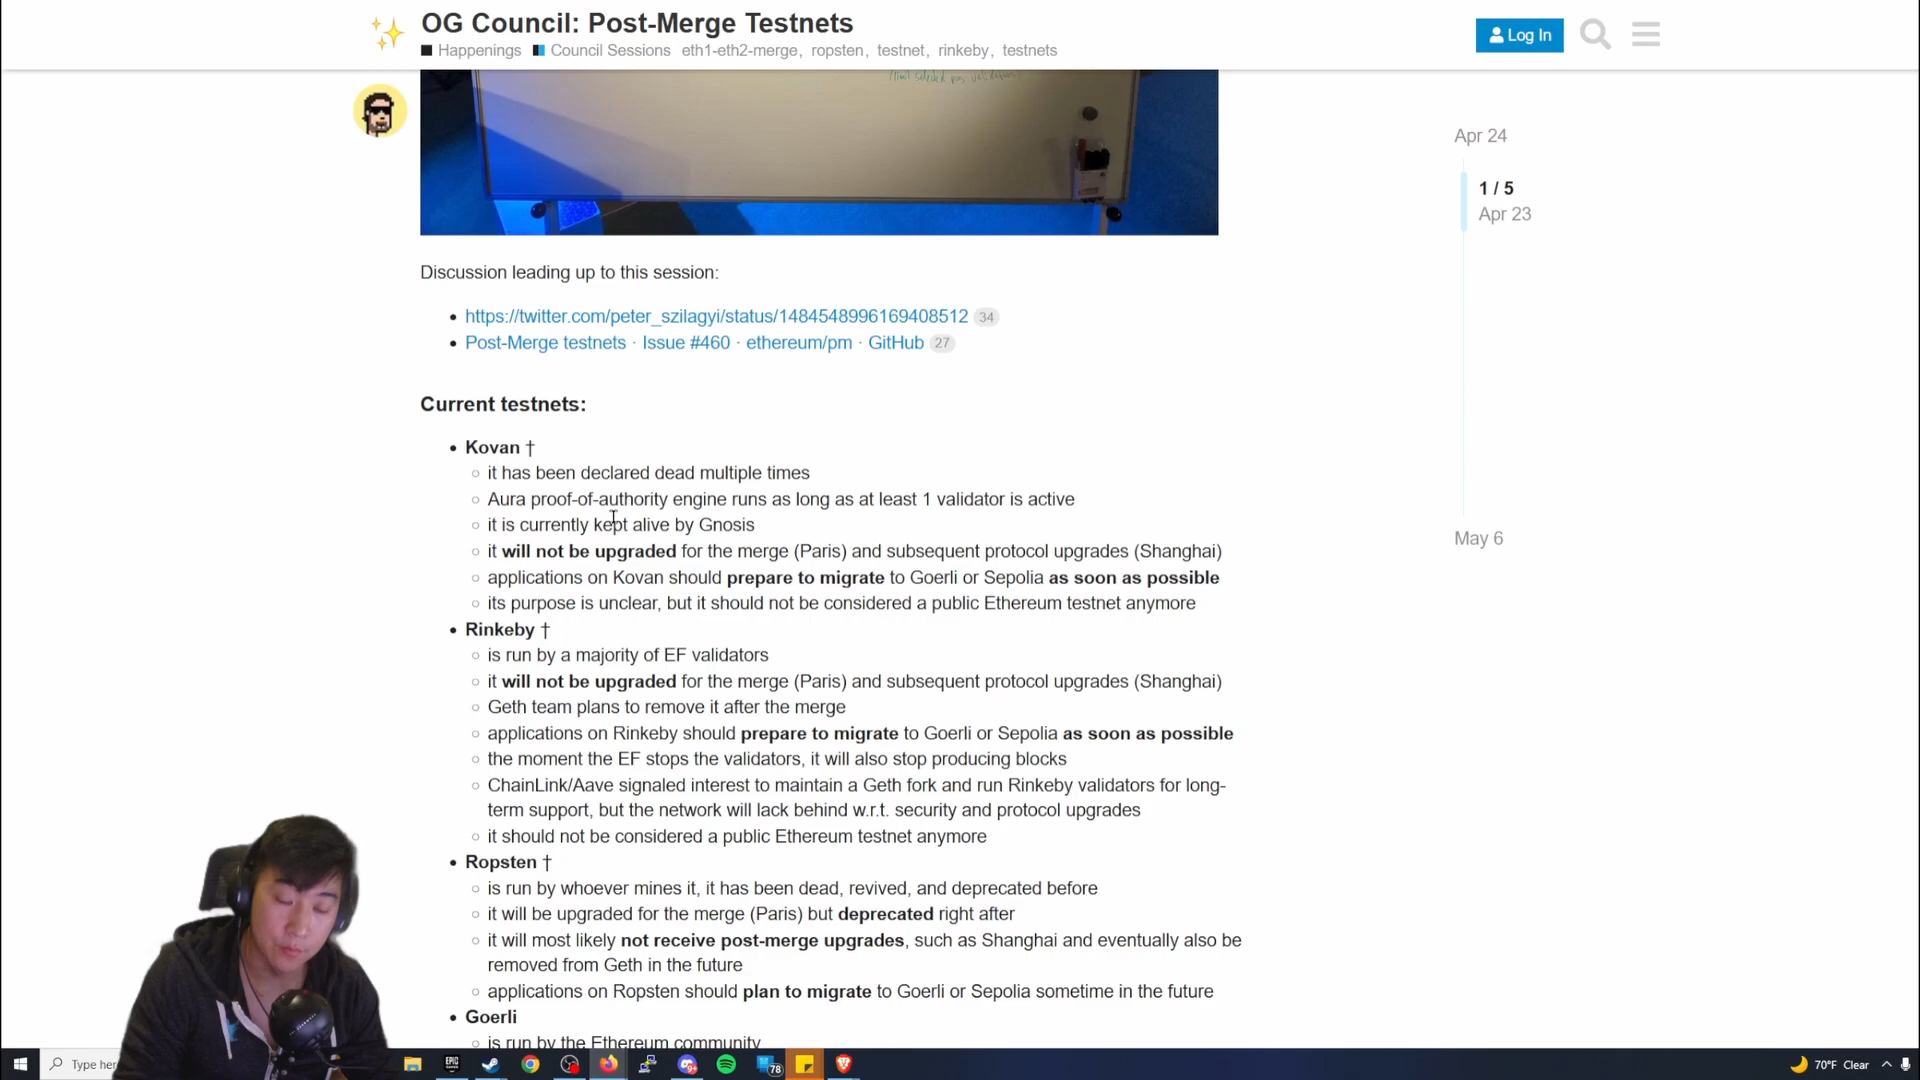 OG Council: Post-Merge Testnets
Happenings Council Sessions eth1-eth2-merge, ropsten, testnet, rinkeby, testnets
Log In
Apr 24
1 / 5
Apr 23
May 6
Discussion leading up to this session:
• https://twitter.com/peter_szilagyi/status/1484548996169408512 34
• Post-Merge testnets · Issue #460 · ethereum/pm · GitHub 27
Current testnets:
• Kovan †
○ it has been declared dead multiple times
○ Aura proof-of-authority engine runs as long as at least 1 validator is active
○ it is currently kept alive by Gnosis
○ it will not be upgraded for the merge (Paris) and subsequent protocol upgrades (Shanghai)
○ applications on Kovan should prepare to migrate to Goerli or Sepolia as soon as possible
○ its purpose is unclear, but it should not be considered a public Ethereum testnet anymore
• Rinkeby †
○ is run by a majority of EF validators
○ it will not be upgraded for the merge (Paris) and subsequent protocol upgrades (Shanghai)
○ Geth team plans to remove it after the merge
○ applications on Rinkeby should prepare to migrate to Goerli or Sepolia as soon as possible
○ the moment the EF stops the validators, it will also stop producing blocks
○ ChainLink/Aave signaled interest to maintain a Geth fork and run Rinkeby validators for long-
term support, but the network will lack behind w.r.t. security and protocol upgrades
○ it should not be considered a public Ethereum testnet anymore
• Ropsten †
○ is run by whoever mines it, it has been dead, revived, and deprecated before
○ it will be upgraded for the merge (Paris) but deprecated right after
○ it will most likely not receive post-merge upgrades, such as Shanghai and eventually also be
removed from Geth in the future
○ applications on Ropsten should plan to migrate to Goerli or Sepolia sometime in the future
• Goerli
○ is run by the Ethereum community
Type her
EPIC
78
70°F Clear